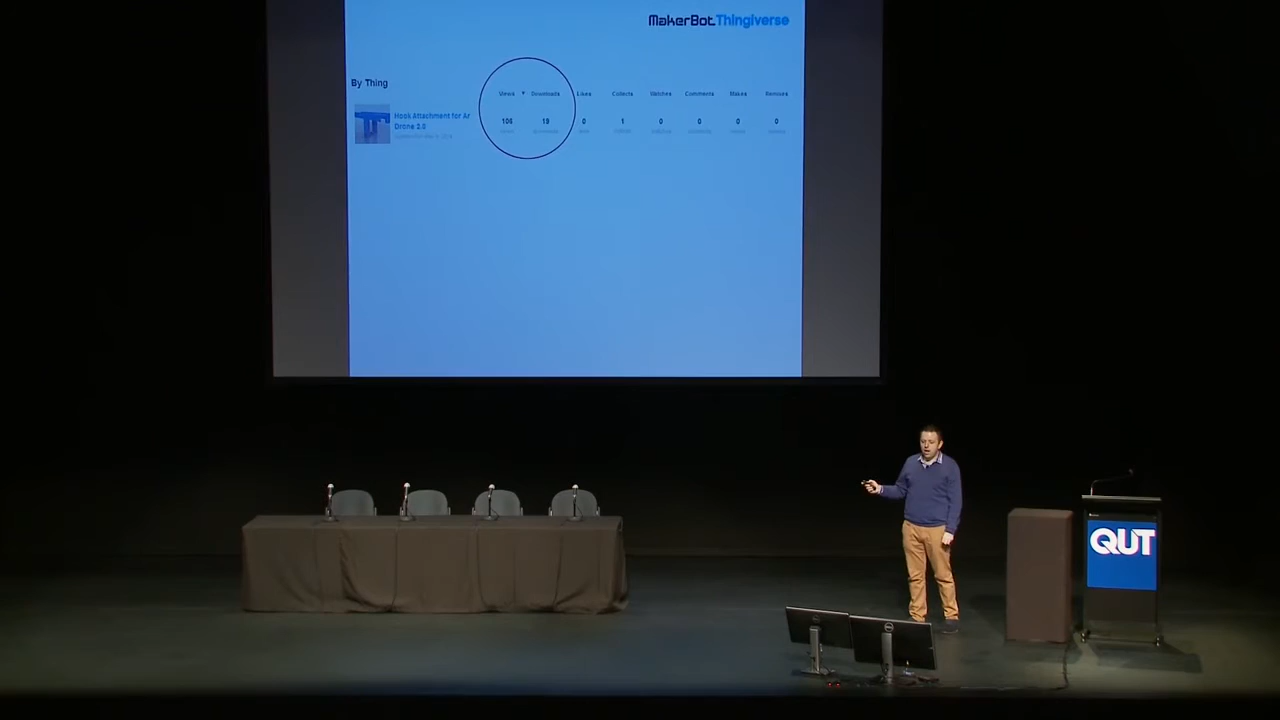 MakerBot Thingiverse
By Thing
Views Downloads Likes Collects Watches Comments Makes Remixes
Hook Attachment for Ar
Drone 2.0
106 19 0 1 0 0 0 0
QUT